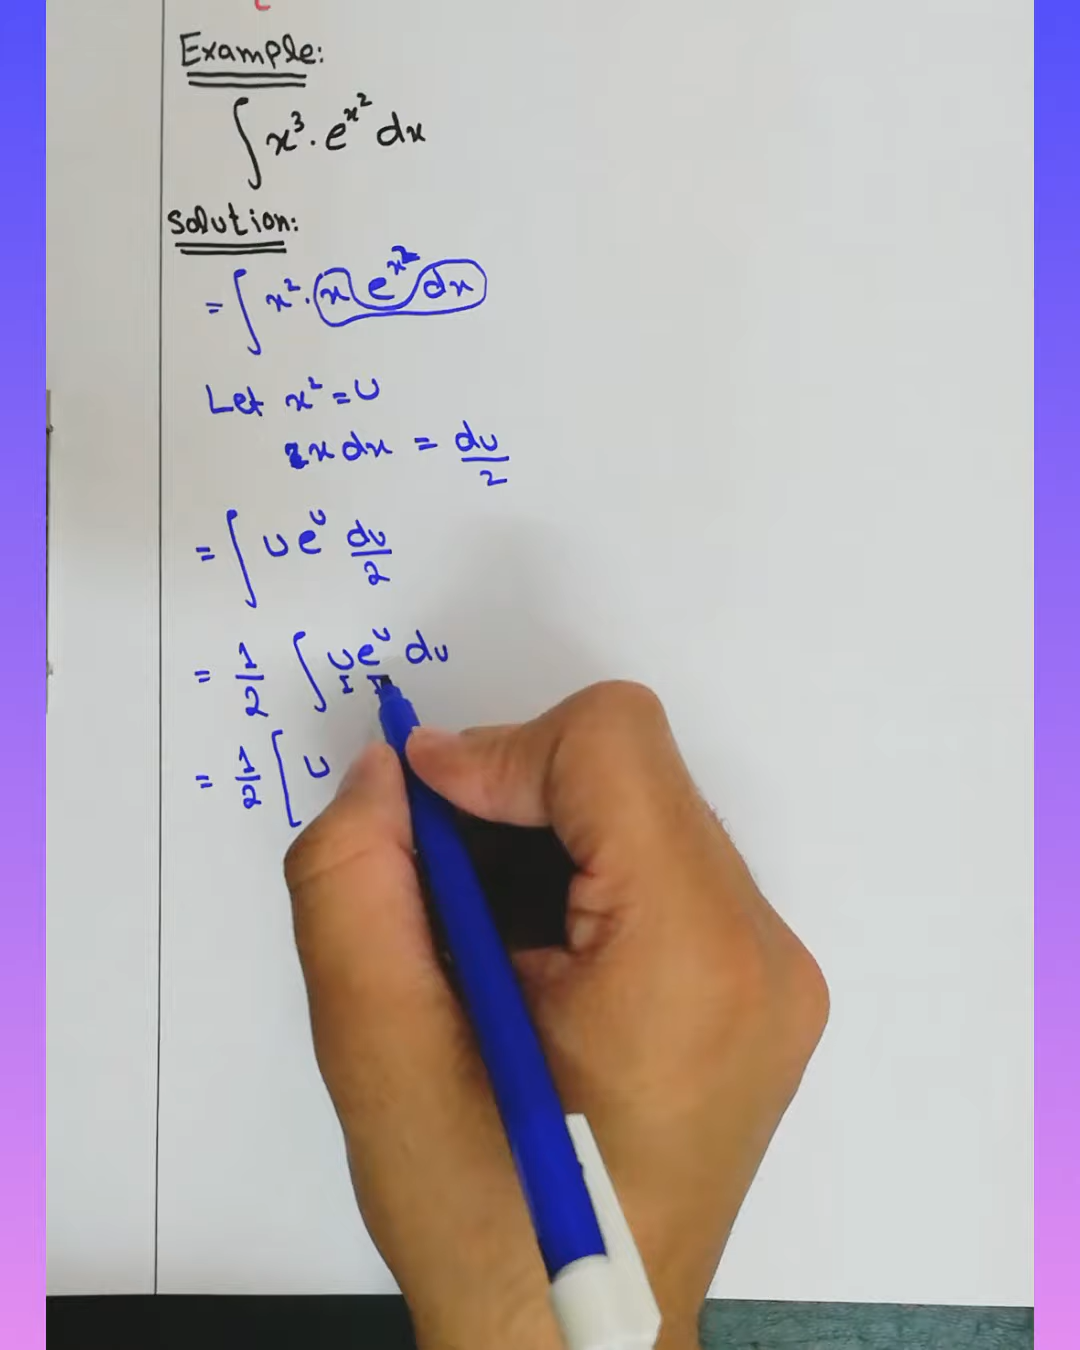 Example:
∫ x³ · e^{x²} dx
Solution:
= ∫ x² · x e^{x²} dx
Let x² = u
x dx = du/2
= ∫ u e^u du/2
= 1/2 ∫ u e^u du
I
= 1/2 [ u